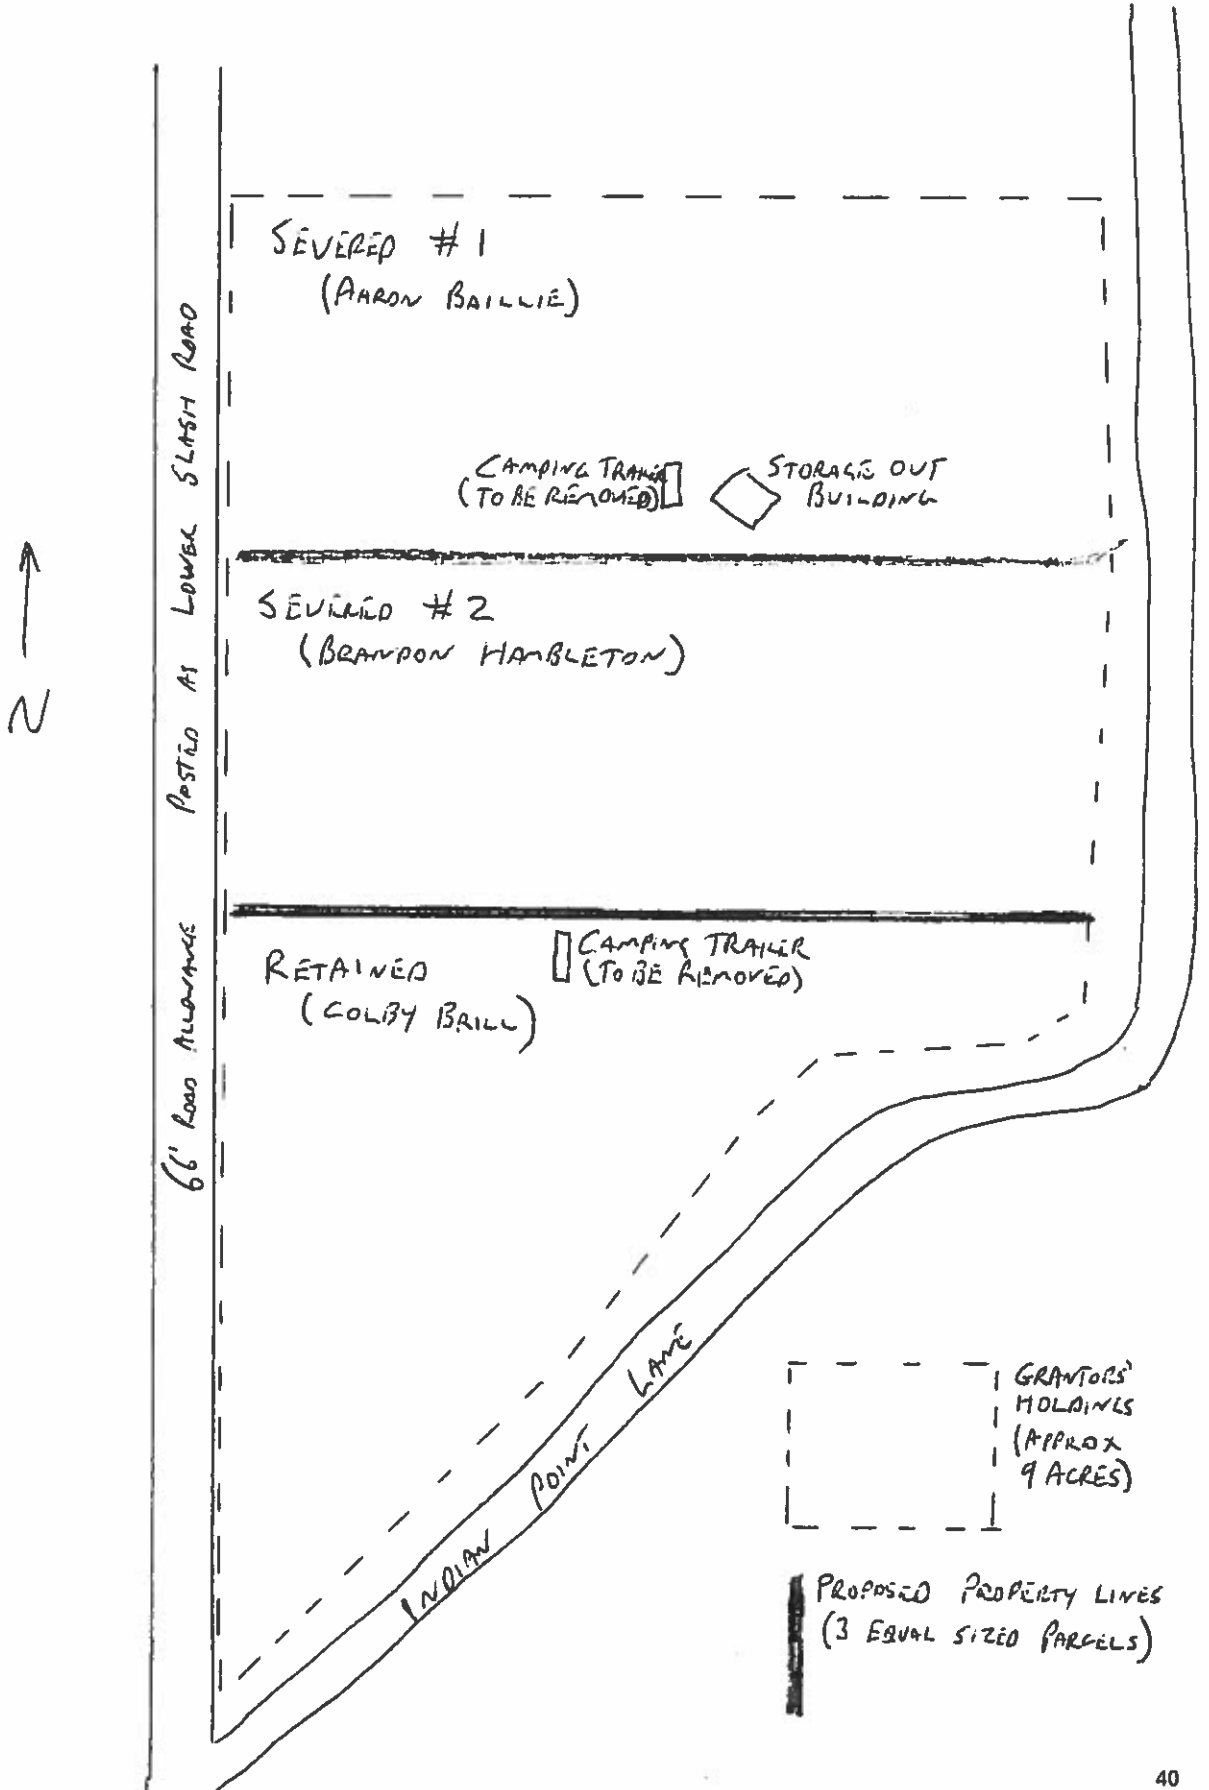 SEVERED #1
(AARON BAILLIE)
CAMPING TRAILER
(TO BE REMOVED)
STORAGE OUT
BUILDING
SEVERED #2
(BRANDON HAMBLETON)
RETAINED
(COLBY BRILL)
CAMPING TRAILER
(TO BE REMOVED)
66' ROAD ALLOWANCE POSTED AS LOWER SLASH ROAD
N
INDIAN POINT LANE
GRANTORS'
HOLDINGS
(APPROX
9 ACRES)
PROPOSED PROPERTY LINES
(3 EQUAL SIZED PARCELS)
40